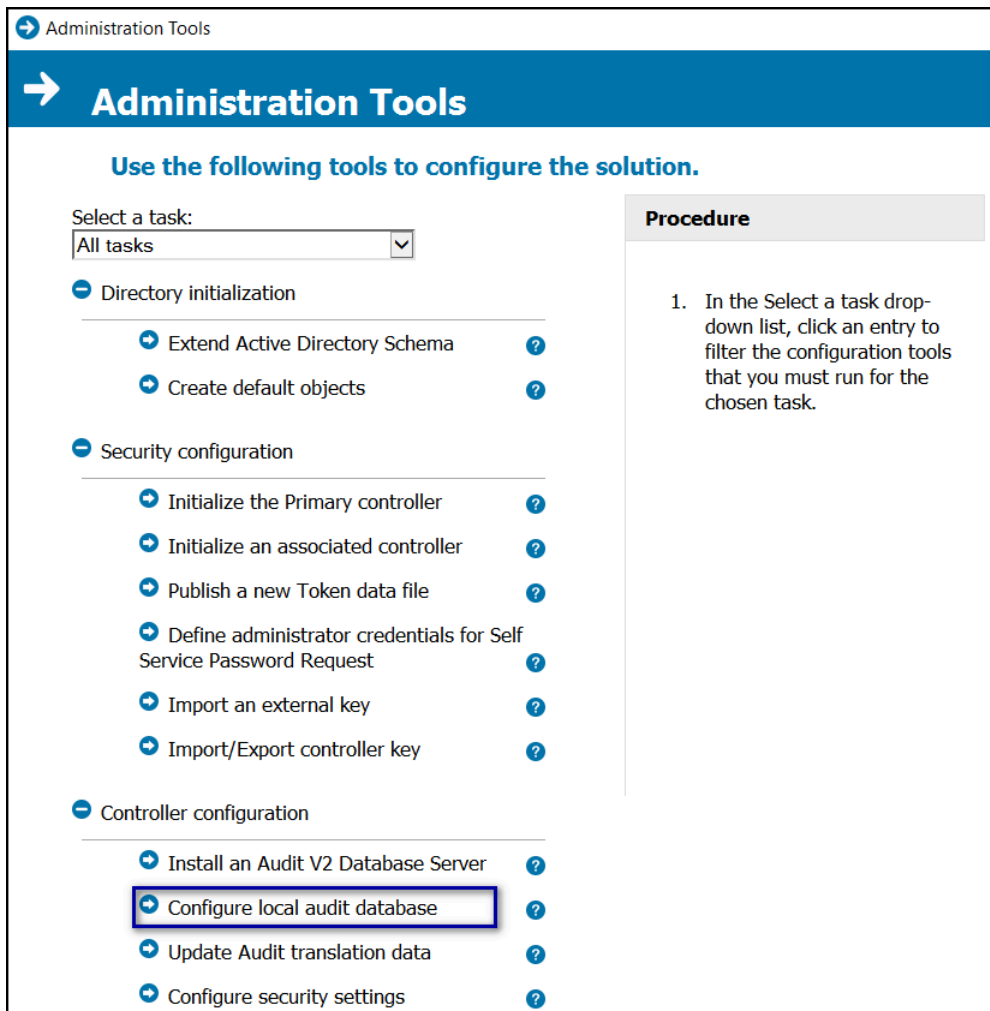 Administration Tools
Administration Tools
Use the following tools to configure the solution.
Select a task:
All tasks
Directory initialization
Extend Active Directory Schema
Create default objects
Security configuration
Initialize the Primary controller
Initialize an associated controller
Publish a new Token data file
Define administrator credentials for Self
Service Password Request
Import an external key
Import/Export controller key
Controller configuration
Install an Audit V2 Database Server
Configure local audit database
Update Audit translation data
Configure security settings
Procedure
1. In the Select a task drop-
down list, click an entry to
filter the configuration tools
that you must run for the
chosen task.